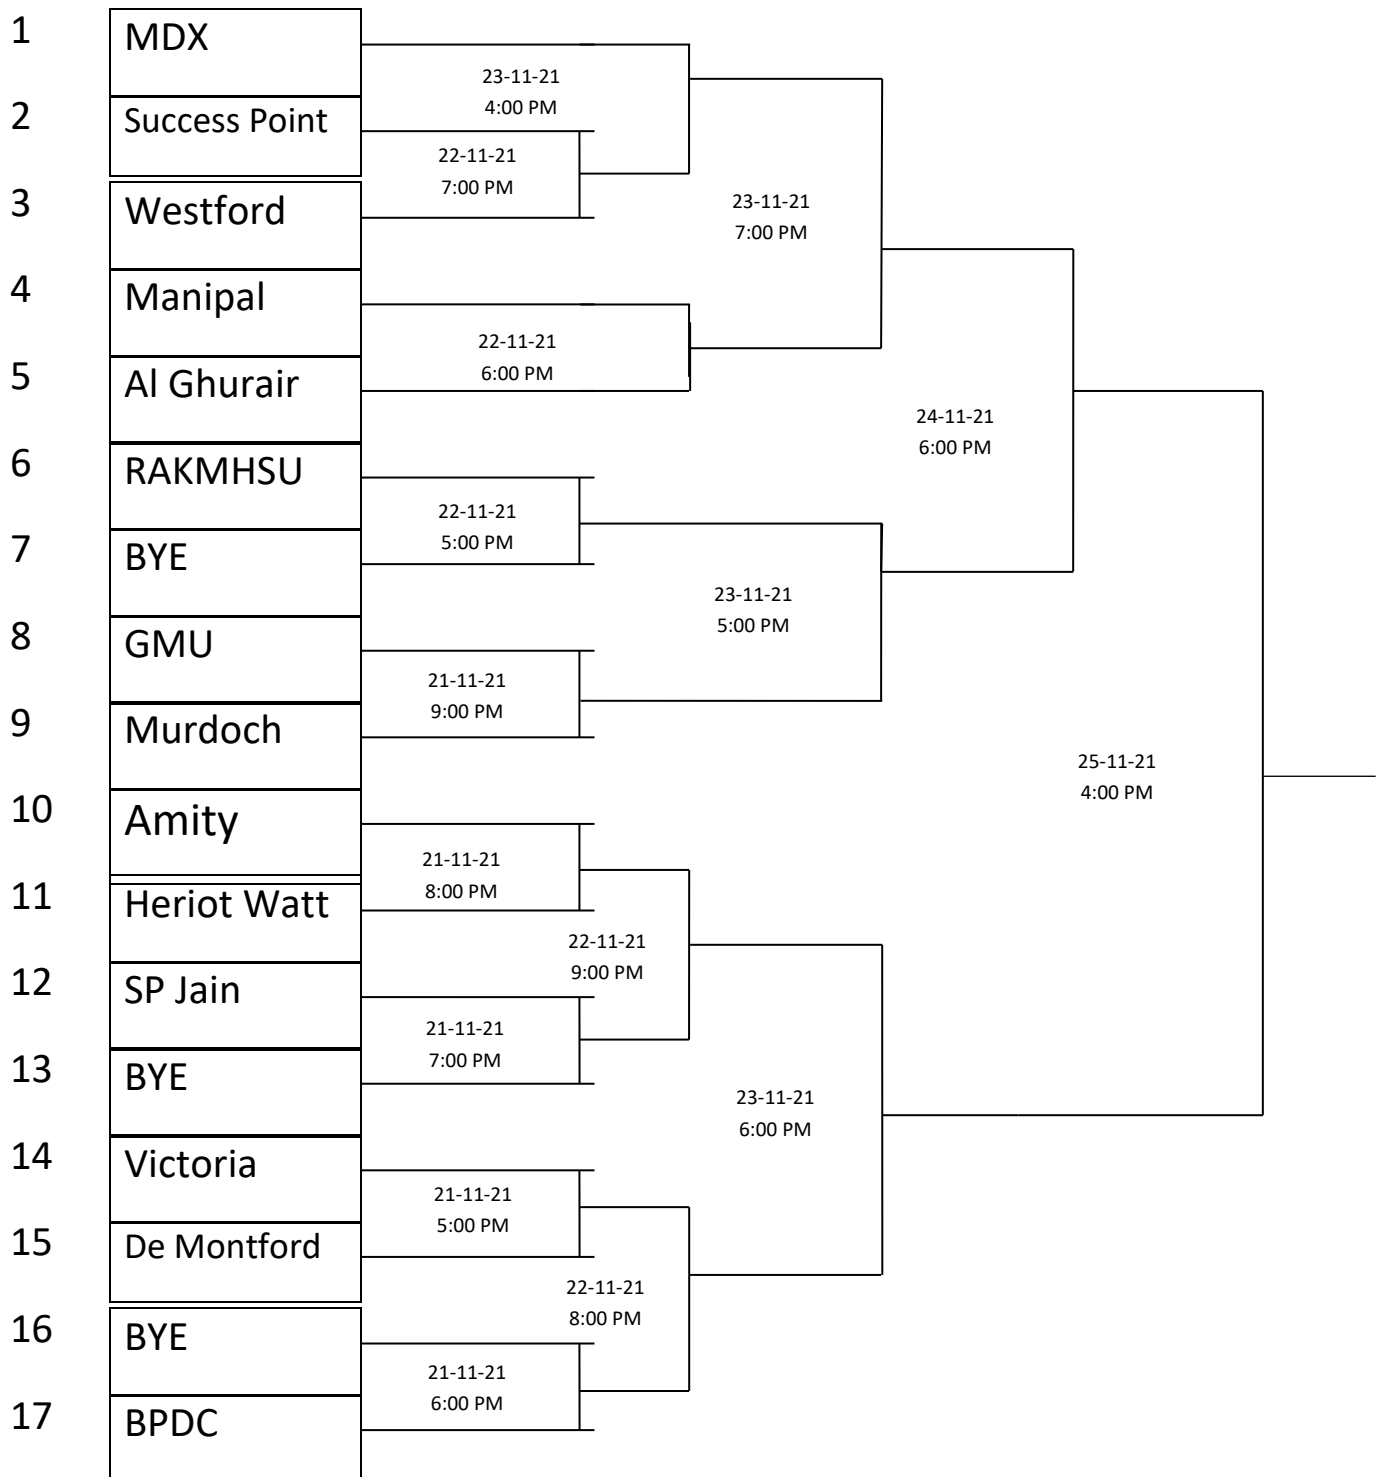 1 MDX
23-11-21
4:00 PM
2 Success Point
22-11-21
7:00 PM
3 Westford
23-11-21
7:00 PM
4 Manipal
22-11-21
6:00 PM
5 Al Ghurair
24-11-21
6:00 PM
6 RAKMHSU
22-11-21
5:00 PM
7 BYE
23-11-21
5:00 PM
8 GMU
21-11-21
9:00 PM
9 Murdoch
25-11-21
4:00 PM
10 Amity
21-11-21
8:00 PM
11 Heriot Watt
22-11-21
9:00 PM
12 SP Jain
21-11-21
7:00 PM
13 BYE
23-11-21
6:00 PM
14 Victoria
21-11-21
5:00 PM
15 De Montford
22-11-21
8:00 PM
16 BYE
21-11-21
6:00 PM
17 BPDC